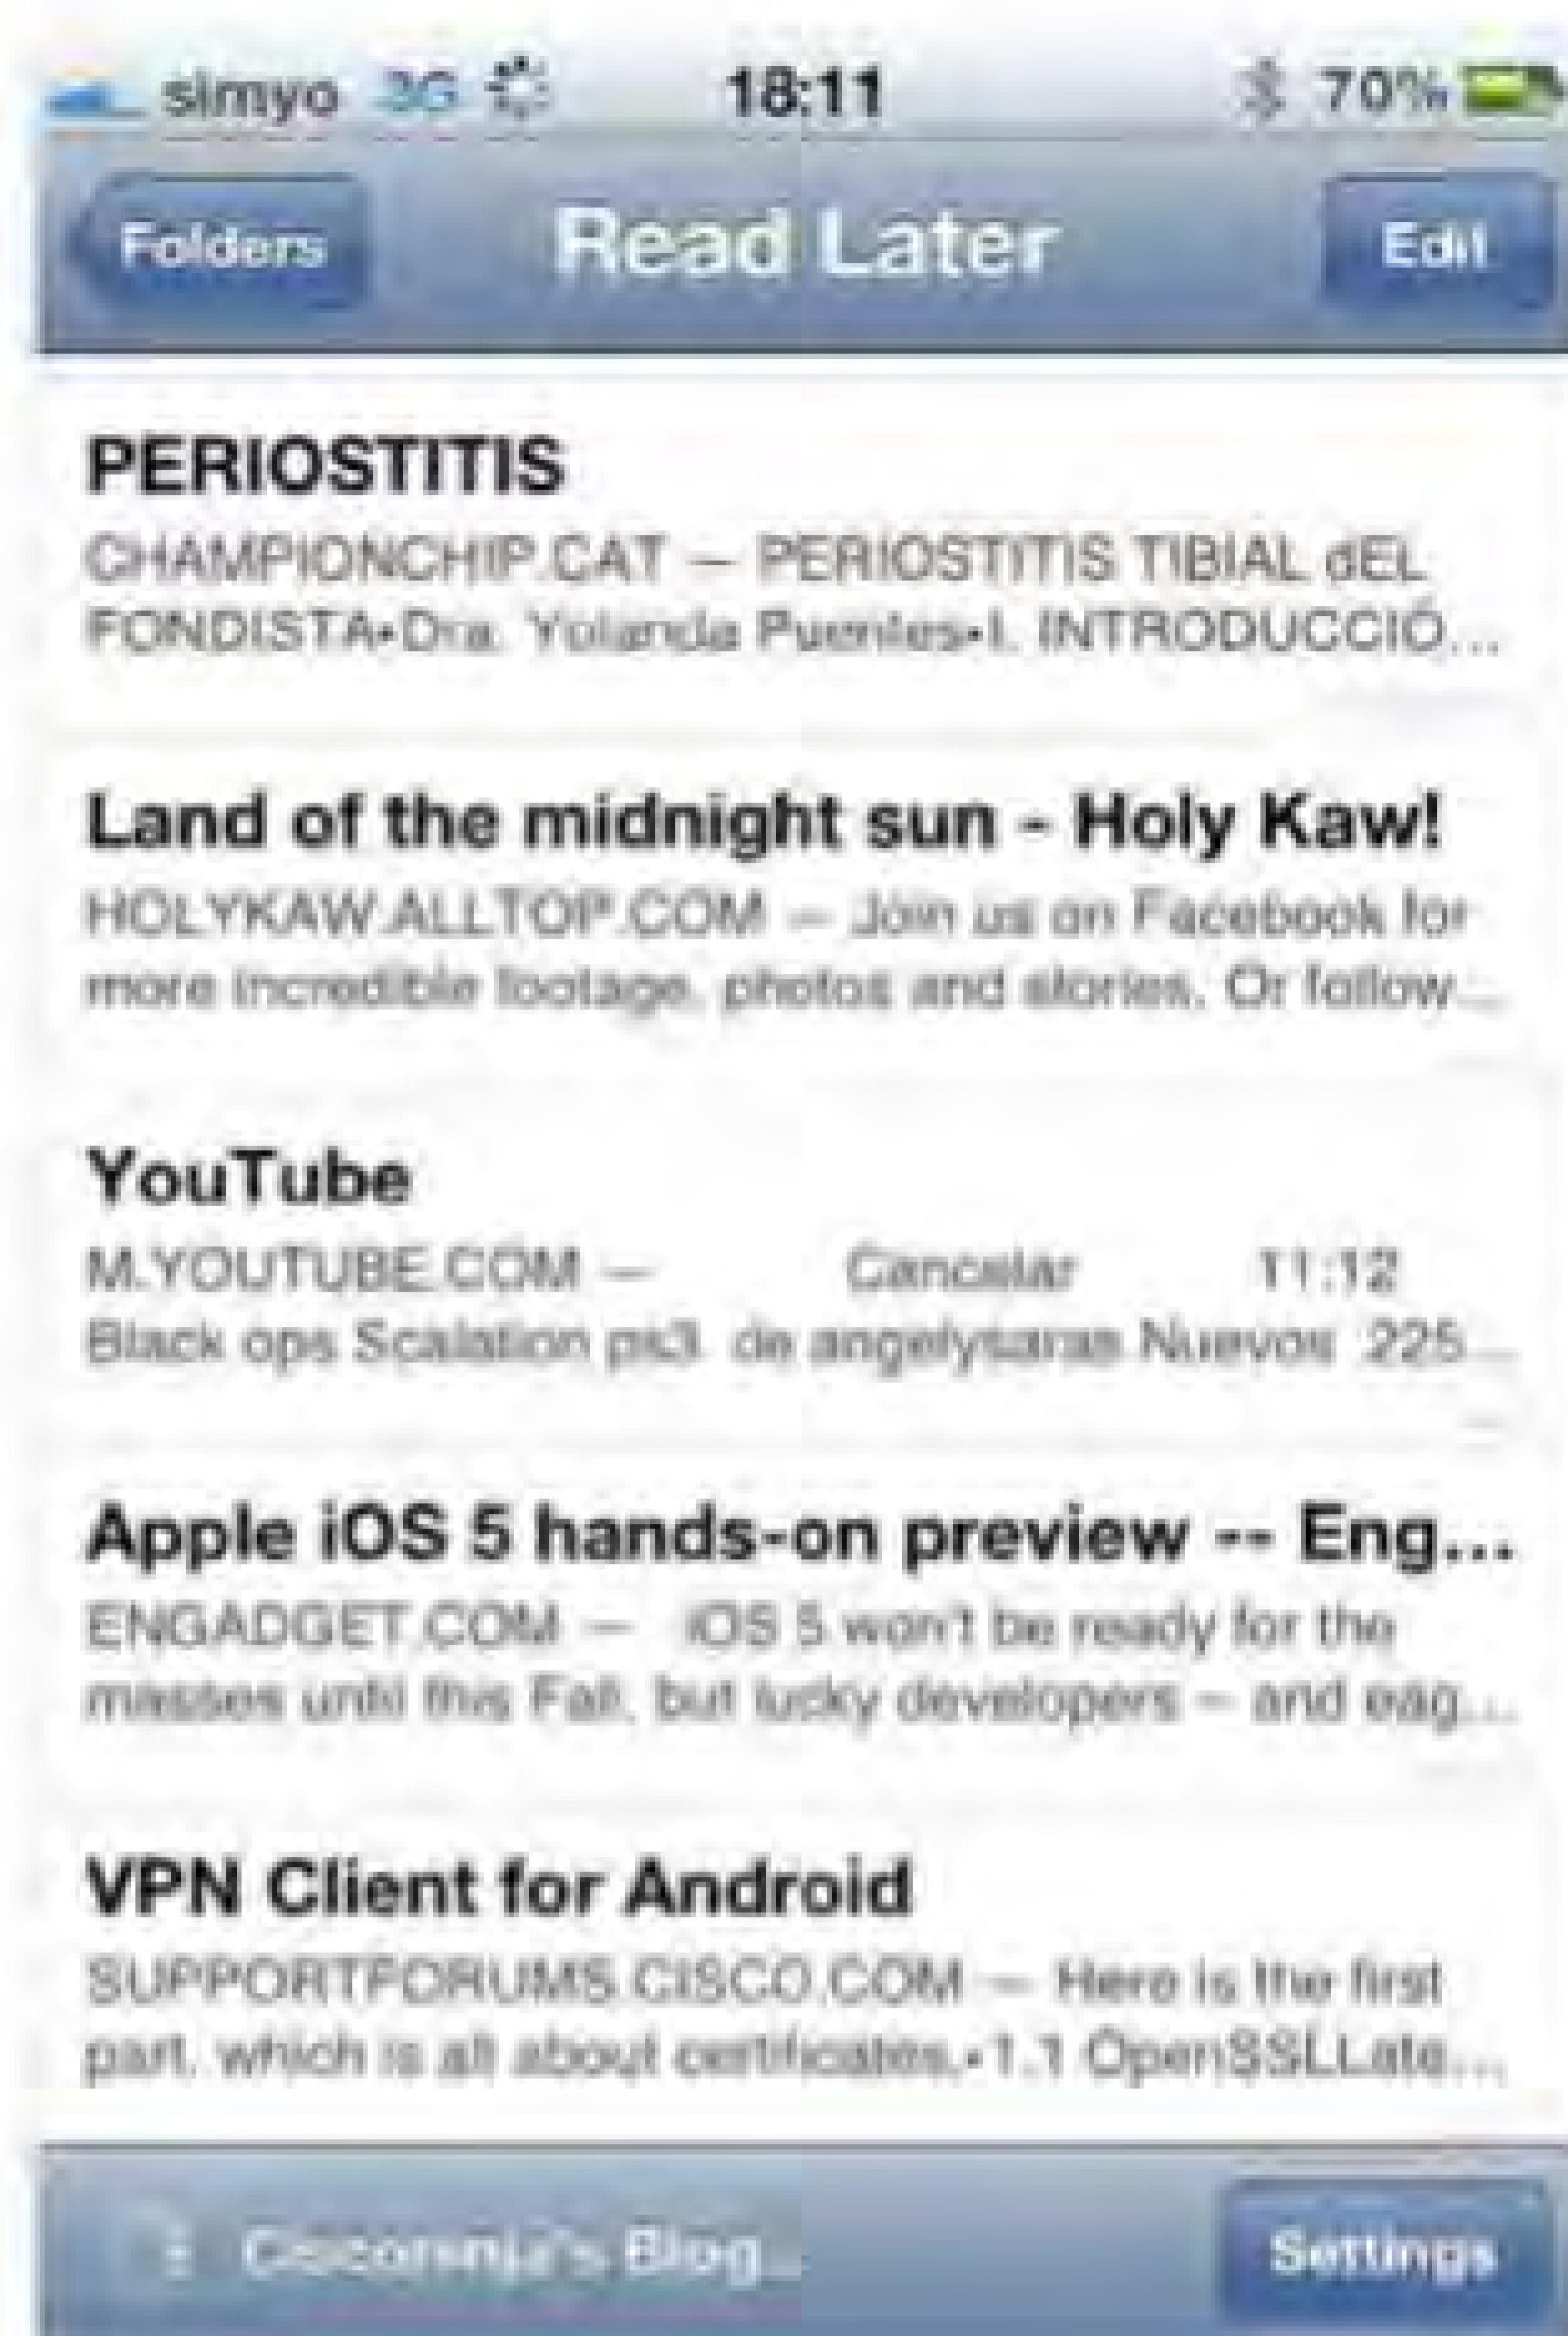 simyo 3G 18:11 70%
Folders Read Later Edit
PERIOSTITIS
CHAMPIONCHIP.CAT — PERIOSTITIS TIBIAL dEL
FONDISTA•Dra. Yolanda Puentes•I. INTRODUCCIÓ...
Land of the midnight sun - Holy Kaw!
HOLYKAW.ALLTOP.COM — Join us on Facebook for
more incredible footage, photos and stories. Or follow...
YouTube
M.YOUTUBE.COM — Cancelar 11:12
Black ops Scalation ps3 de angelysaras Nuevos 225...
Apple iOS 5 hands-on preview -- Eng...
ENGADGET.COM — iOS 5 won't be ready for the
masses until this Fall, but lucky developers – and eag...
VPN Client for Android
SUPPORTFORUMS.CISCO.COM — Here is the first
part, which is all about certificates.•1.1 OpenSSLLate...
Blog... Settings